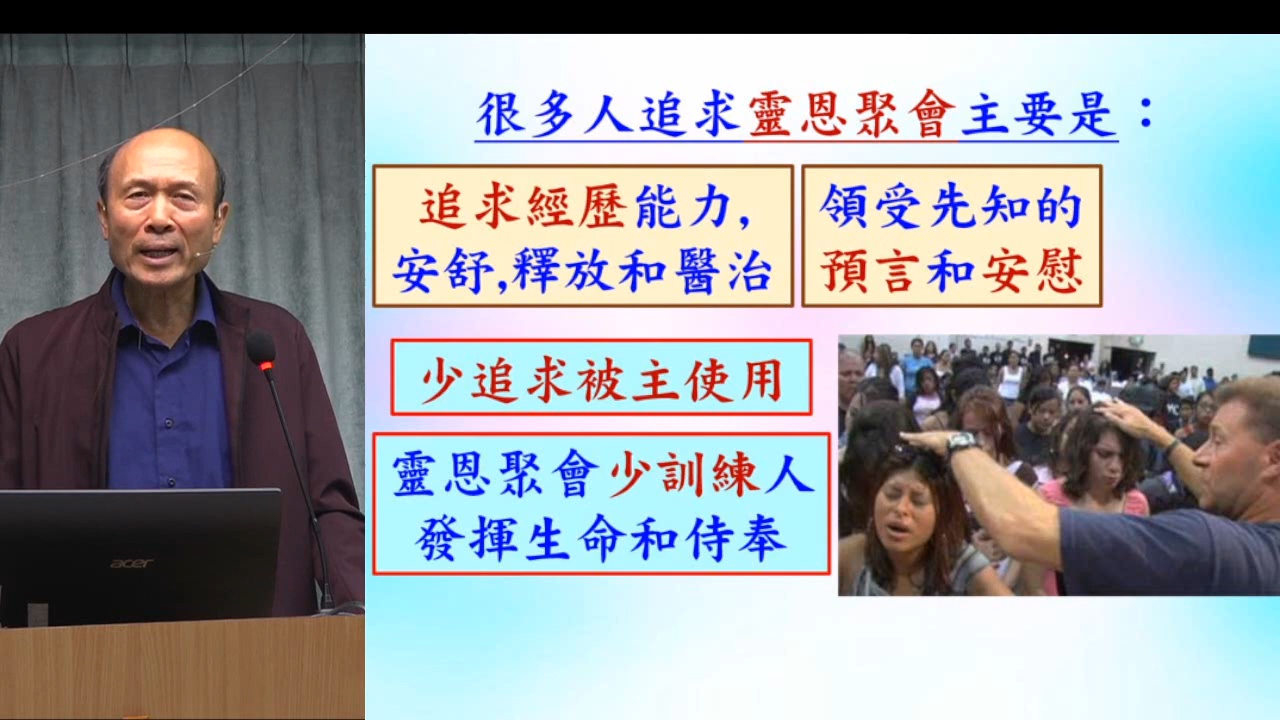 很多人追求靈恩聚會主要是：
追求經歷能力,
安舒,釋放和醫治
領受先知的
預言和安慰
少追求被主使用
靈恩聚會少訓練人
發揮生命和侍奉
acer